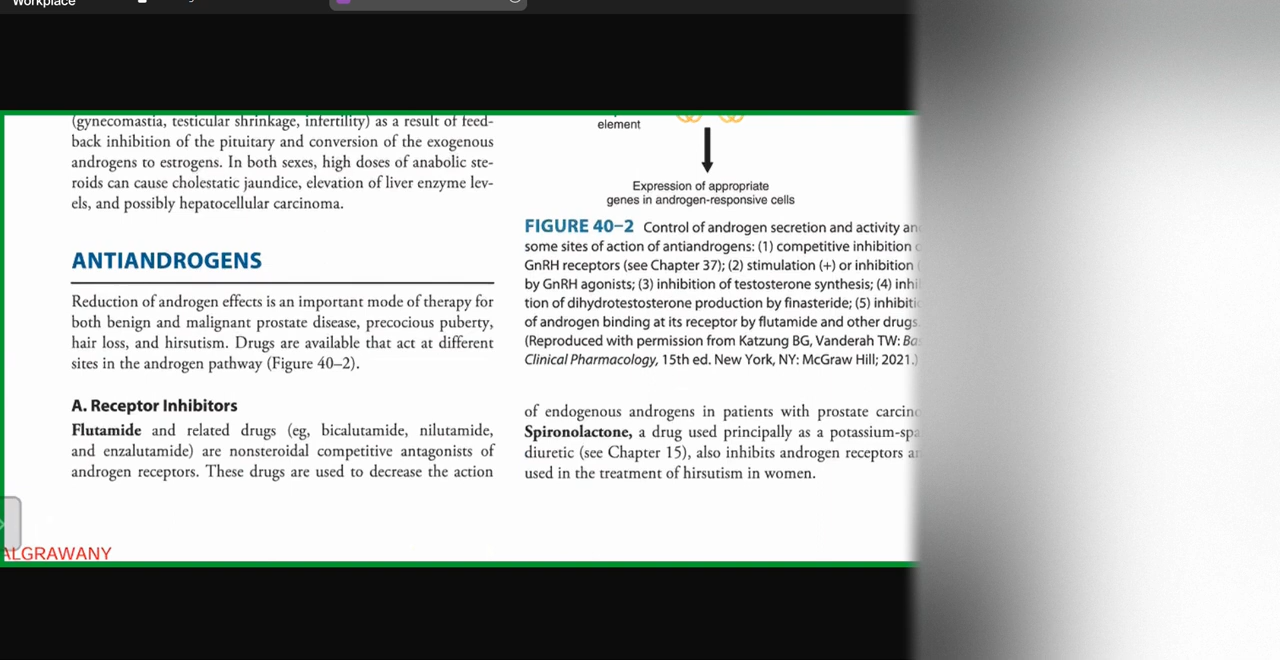 Workplace
(gynecomastia, testicular shrinkage, infertility) as a result of feed-
back inhibition of the pituitary and conversion of the exogenous
androgens to estrogens. In both sexes, high doses of anabolic ste-
roids can cause cholestatic jaundice, elevation of liver enzyme lev-
els, and possibly hepatocellular carcinoma.
ANTIANDROGENS
Reduction of androgen effects is an important mode of therapy for
both benign and malignant prostate disease, precocious puberty,
hair loss, and hirsutism. Drugs are available that act at different
sites in the androgen pathway (Figure 40–2).
A. Receptor Inhibitors
Flutamide and related drugs (eg, bicalutamide, nilutamide,
and enzalutamide) are nonsteroidal competitive antagonists of
androgen receptors. These drugs are used to decrease the action
element
Expression of appropriate
genes in androgen-responsive cells
FIGURE 40–2 Control of androgen secretion and activity an
some sites of action of antiandrogens: (1) competitive inhibition
GnRH receptors (see Chapter 37); (2) stimulation (+) or inhibition
by GnRH agonists; (3) inhibition of testosterone synthesis; (4) inhi
tion of dihydrotestosterone production by finasteride; (5) inhibiti
of androgen binding at its receptor by flutamide and other drugs.
(Reproduced with permission from Katzung BG, Vanderah TW: Ba
Clinical Pharmacology, 15th ed. New York, NY: McGraw Hill; 2021.)
of endogenous androgens in patients with prostate carcino
Spironolactone, a drug used principally as a potassium-spa
diuretic (see Chapter 15), also inhibits androgen receptors an
used in the treatment of hirsutism in women.
ALGRAWANY